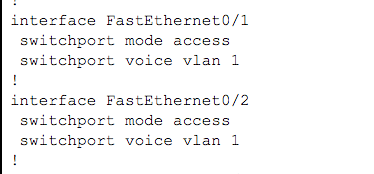 !
interface FastEthernet0/1
switchport mode access
switchport voice vlan 1
!
interface FastEthernet0/2
switchport mode access
switchport voice vlan 1
!